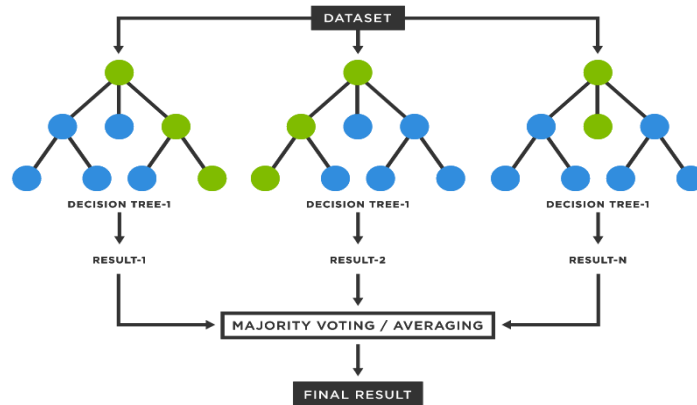 DATASET
DECISION TREE-1
DECISION TREE-1
DECISION TREE-1
RESULT-1
RESULT-2
RESULT-N
MAJORITY VOTING / AVERAGING
FINAL RESULT